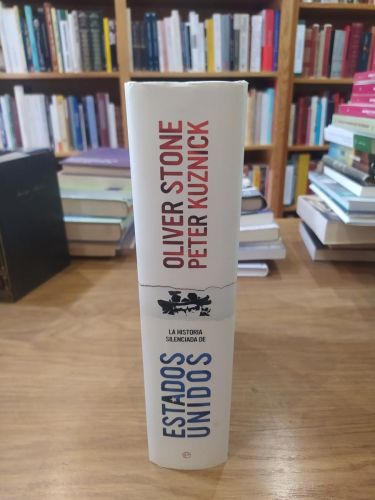 OLIVER STONE
PETER KUZNICK
LA HISTORIA
SILENCIADA DE
ESTADOS
UNIDOS